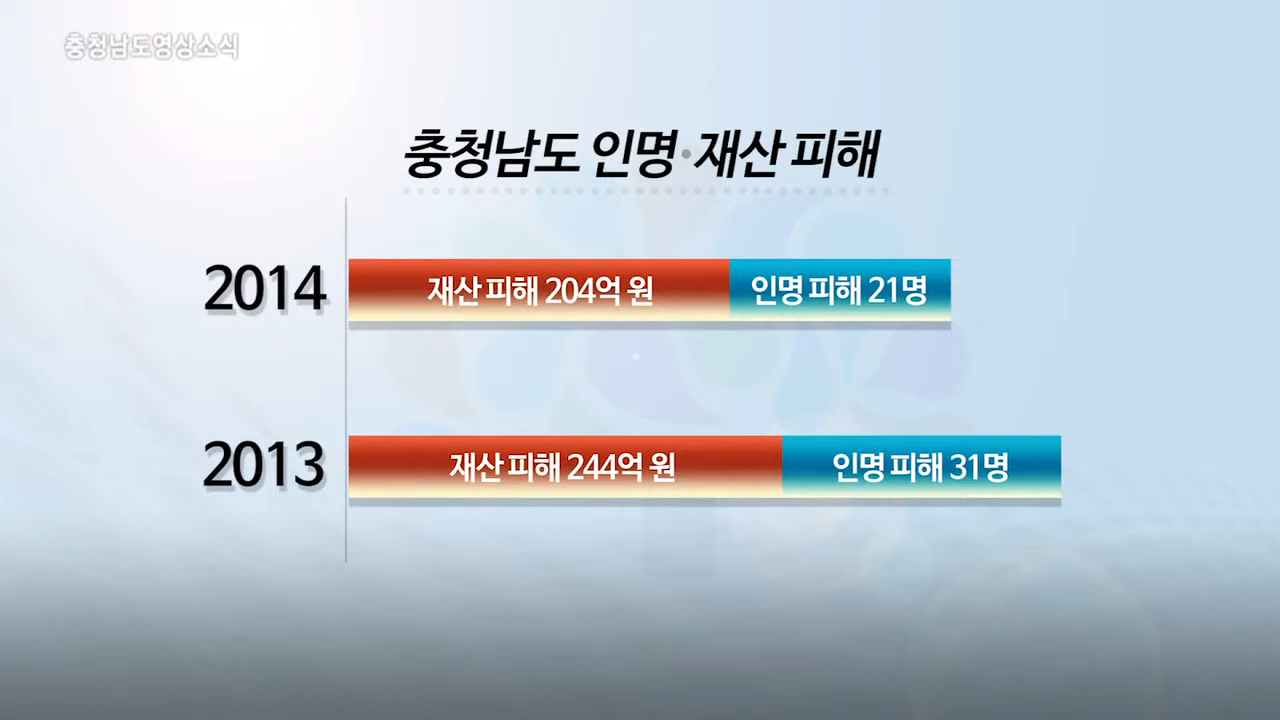 충청남도영상소식
충청남도 인명·재산 피해
2014 재산 피해 204억 원 인명 피해 21명
2013 재산 피해 244억 원 인명 피해 31명